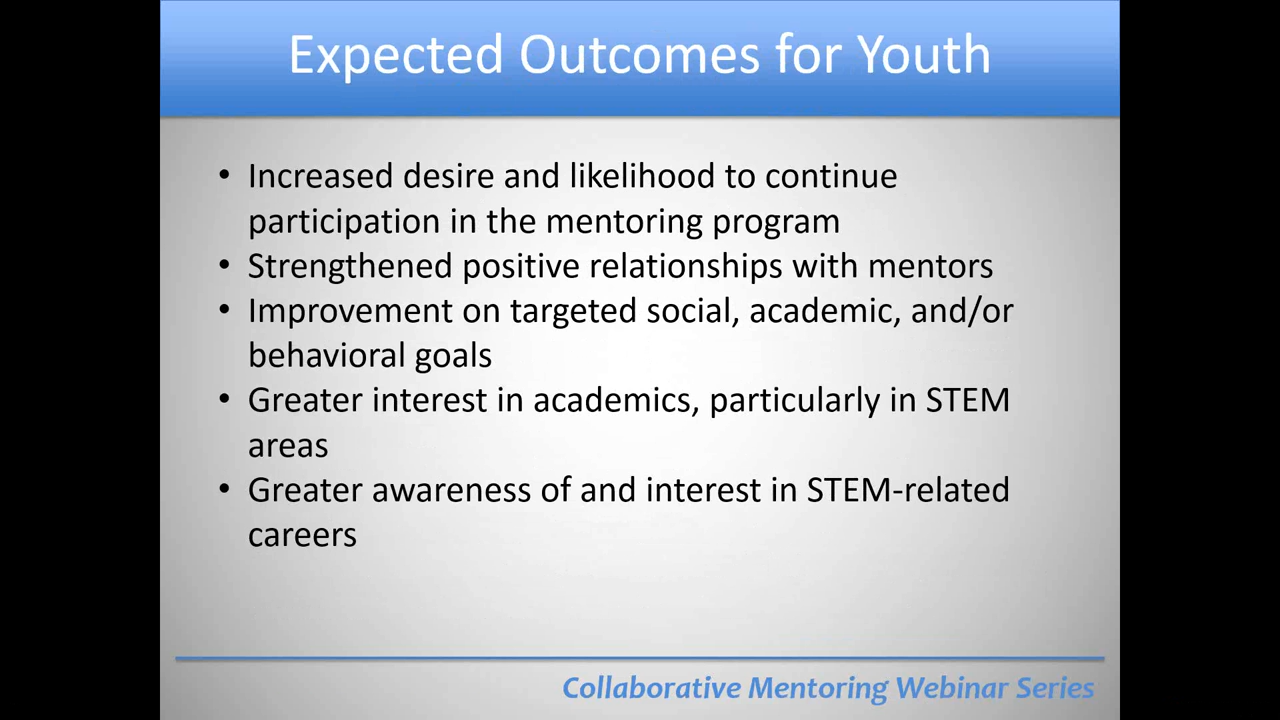 Expected Outcomes for Youth
• Increased desire and likelihood to continue
participation in the mentoring program
• Strengthened positive relationships with mentors
• Improvement on targeted social, academic, and/or
behavioral goals
• Greater interest in academics, particularly in STEM
areas
• Greater awareness of and interest in STEM-related
careers
Collaborative Mentoring Webinar Series